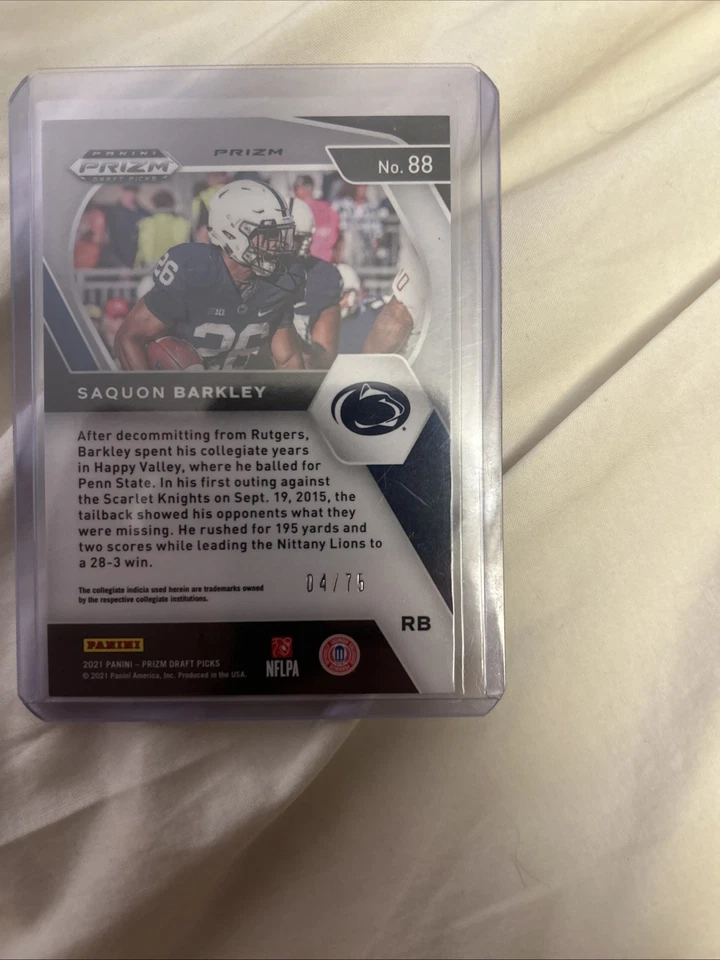 PANINI
PRIZM
DRAFT PICKS
PRIZM
No. 88
26
B1G
26
SAQUON BARKLEY
After decommitting from Rutgers,
Barkley spent his collegiate years
in Happy Valley, where he balled for
Penn State. In his first outing against
the Scarlet Knights on Sept. 19, 2015, the
tailback showed his opponents what they
were missing. He rushed for 195 yards and
two scores while leading the Nittany Lions to
a 28-3 win.
The collegiate indicia used herein are trademarks owned
by the respective collegiate institutions.
04/75
RB
PANINI
2021 PANINI – PRIZM DRAFT PICKS
© 2021 Panini America, Inc. Produced in the USA.
NFLPA